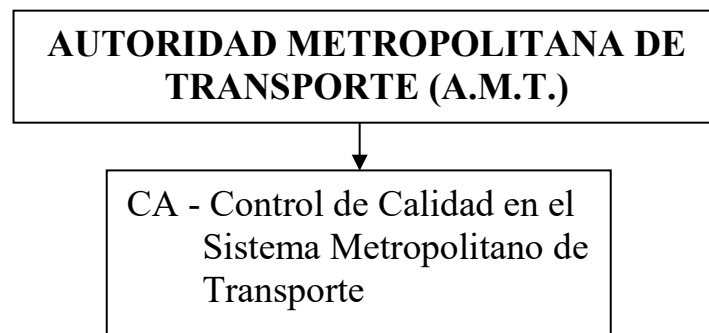 AUTORIDAD METROPOLITANA DE
TRANSPORTE (A.M.T.)
CA - Control de Calidad en el
Sistema Metropolitano de
Transporte